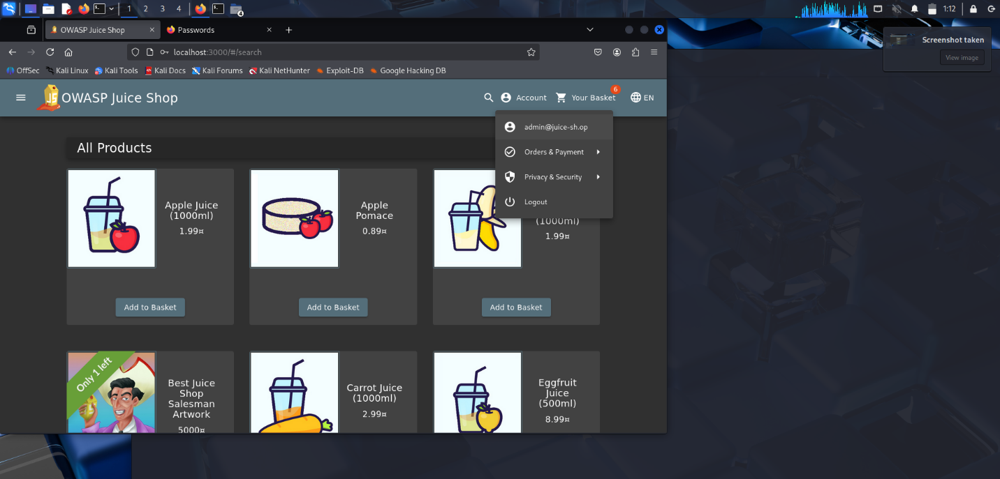 1 2 3 4
4
1:12
OWASP Juice Shop
Passwords
localhost:3000/#/search
Screenshot taken
View image
OffSec Kali Linux Kali Tools Kali Docs Kali Forums Kali NetHunter Exploit-DB Google Hacking DB
JS
OWASP Juice Shop
Account
Your Basket
6
EN
admin@juice-sh.op
Orders & Payment
Privacy & Security
Logout
All Products
Apple Juice
(1000ml)
1.99¤
Add to Basket
Apple
Pomace
0.89¤
Add to Basket
(1000ml)
1.99¤
Add to Basket
Only 1 left
Best Juice
Shop
Salesman
Artwork
5000¤
Carrot Juice
(1000ml)
2.99¤
Eggfruit
Juice
(500ml)
8.99¤